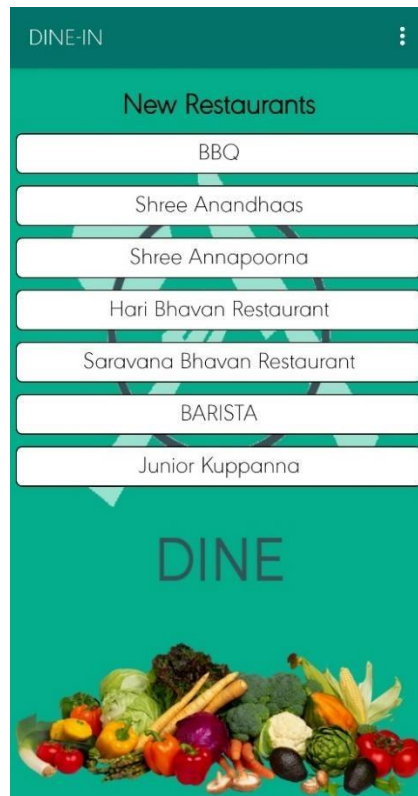 DINE-IN
New Restaurants
BBQ
Shree Anandhaas
Shree Annapoorna
Hari Bhavan Restaurant
Saravana Bhavan Restaurant
BARISTA
Junior Kuppanna
DINE